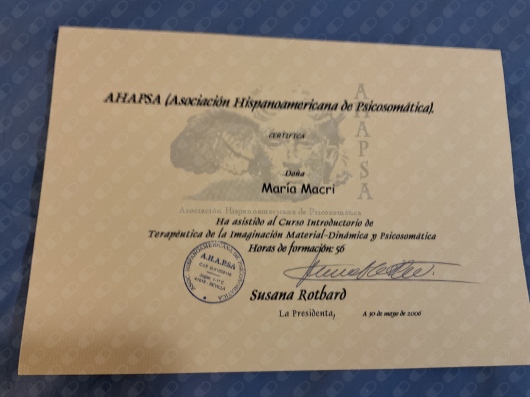 AHAPSA (Asociación Hispanoamericana de Psicosomática).
CERTIFICA
Doña
María Macri
AHAPSA
Asociación Hispanoamericana de Psicosomática
Ha asistido al Curso Introductorio de
Terapéutica de la Imaginación Material-Dinámica y Psicosomática
Horas de formación: 56
A.H.A.P.S.A
Susana Rotbard
La Presidenta,
A 30 de mayo de 2006